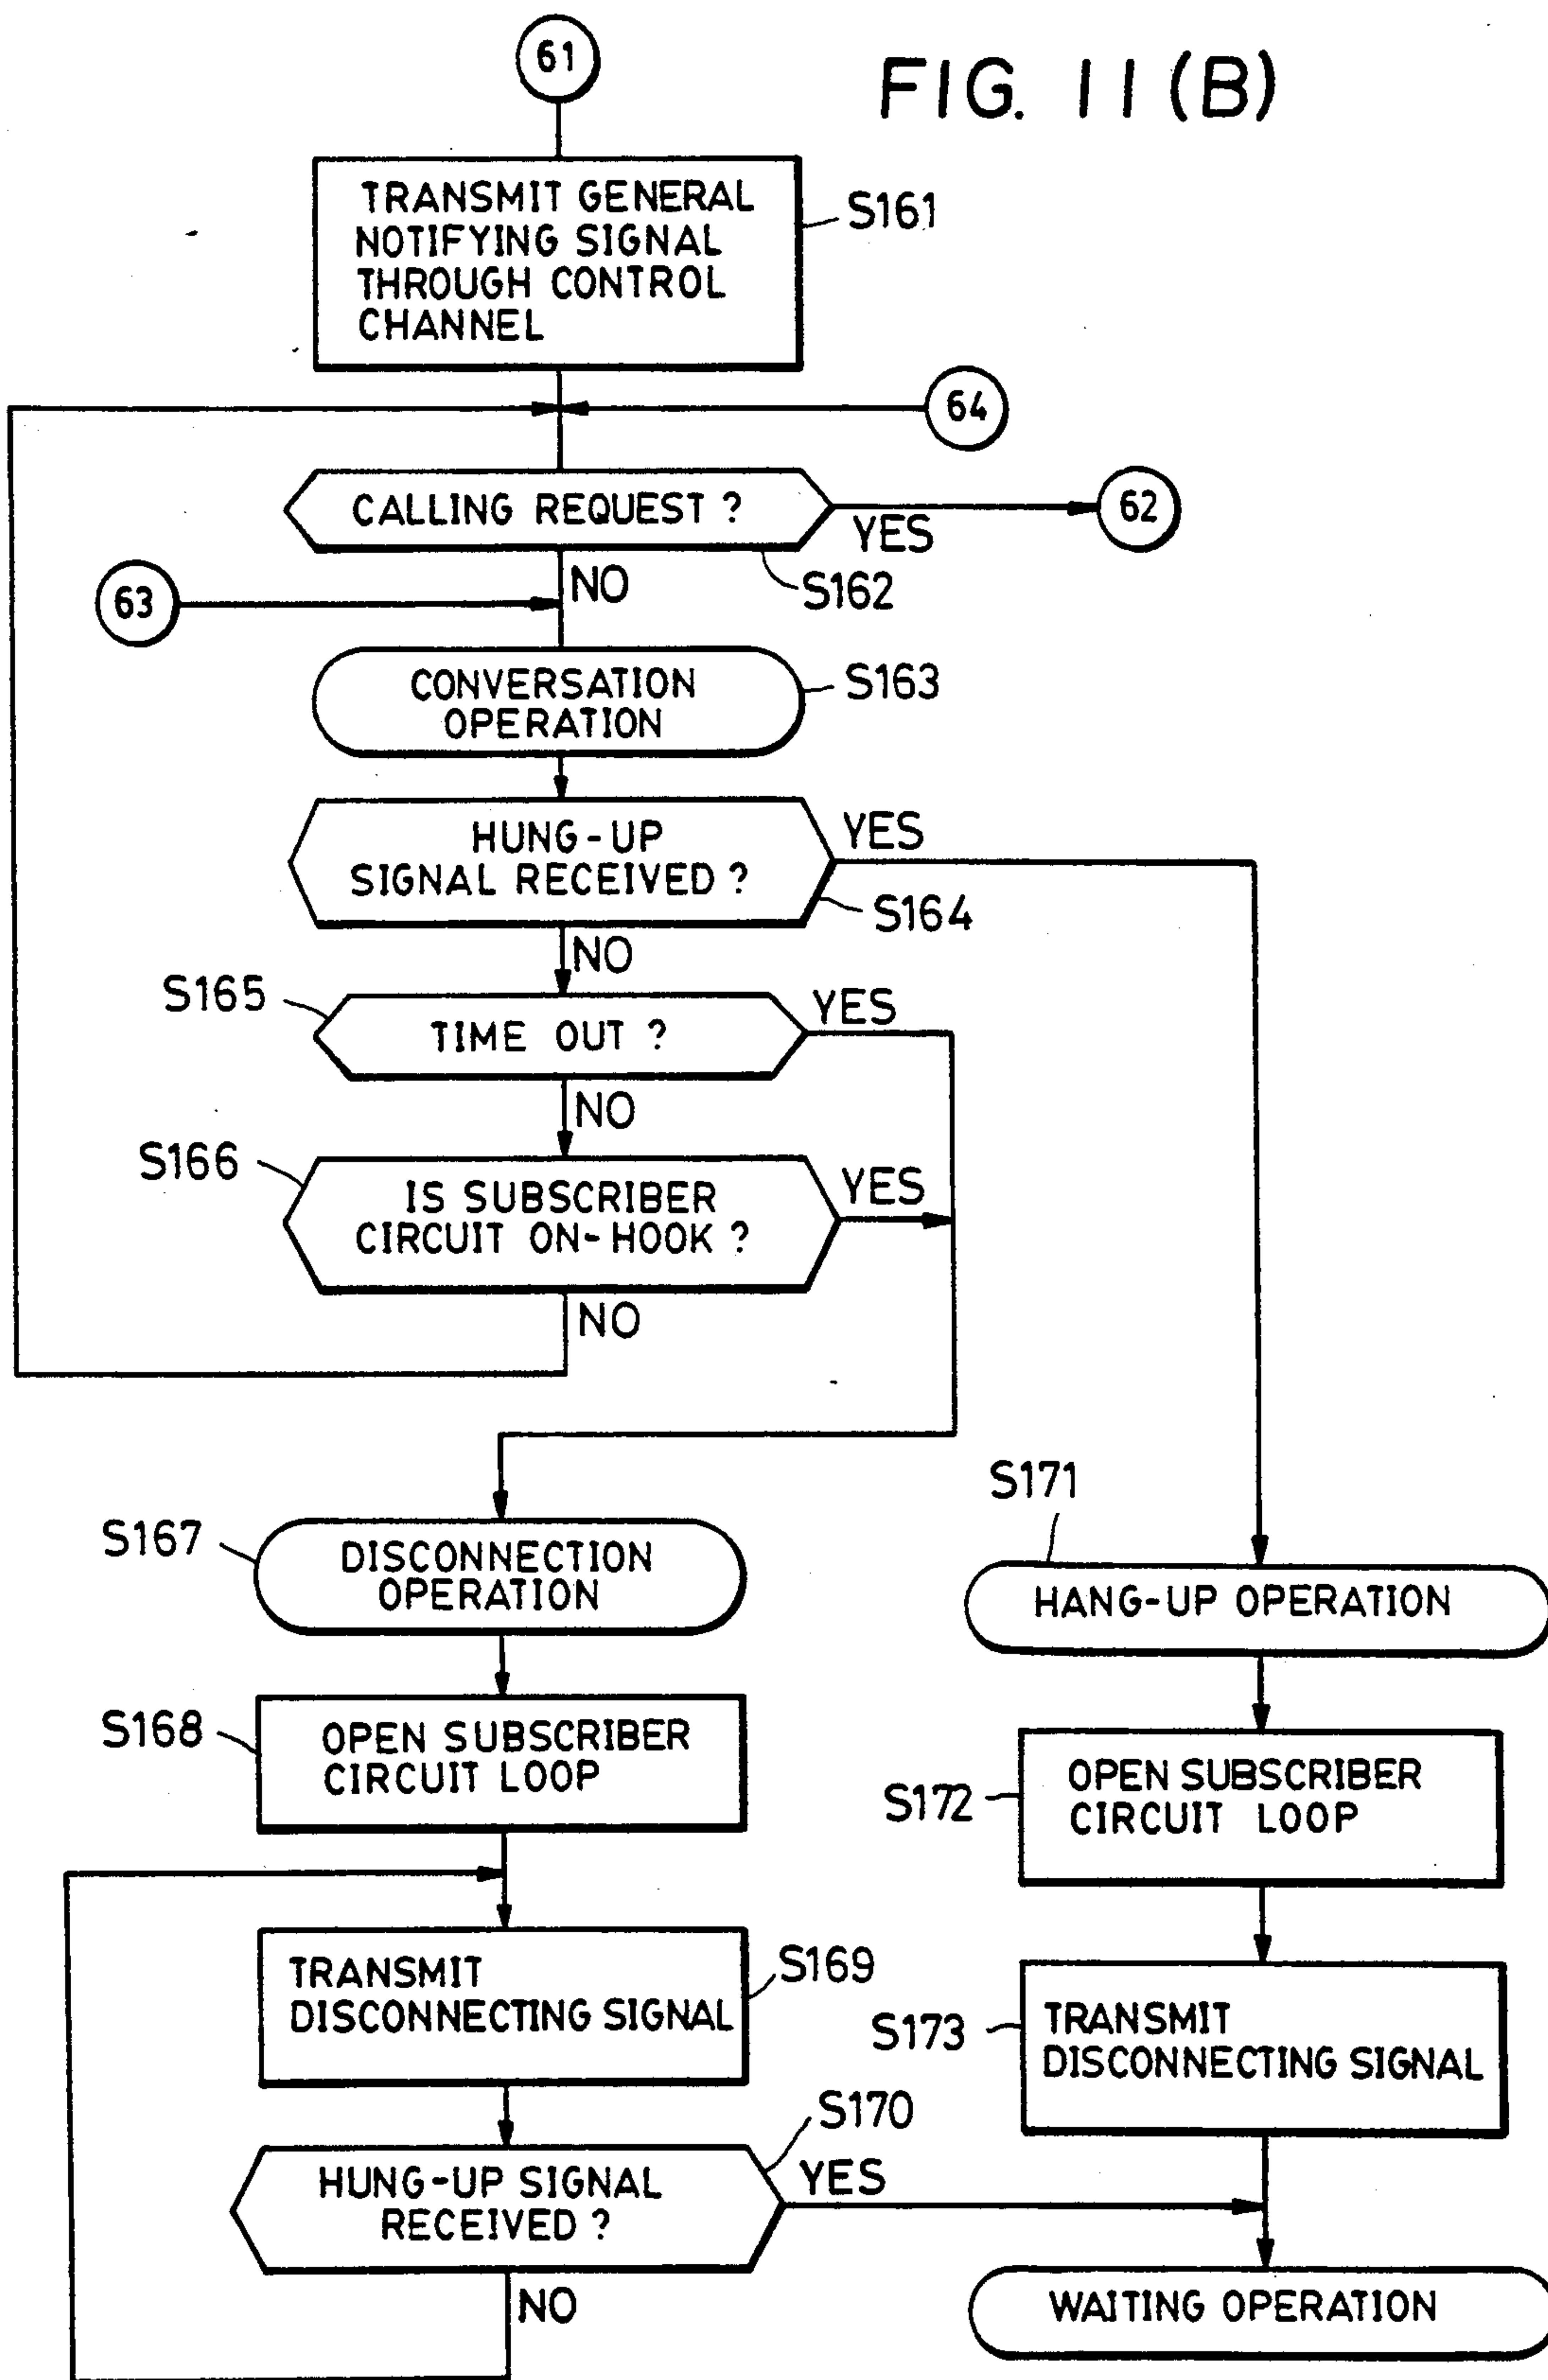 61
FIG. 11 (B)
TRANSMIT GENERAL
NOTIFYING SIGNAL
THROUGH CONTROL
CHANNEL
S161
64
CALLING REQUEST ?
YES
62
S162
NO
63
CONVERSATION
OPERATION
S163
HUNG-UP
SIGNAL RECEIVED ?
YES
S164
NO
S165
TIME OUT ?
YES
NO
S166
IS SUBSCRIBER
CIRCUIT ON-HOOK ?
YES
NO
S167
DISCONNECTION
OPERATION
S171
HANG-UP OPERATION
S168
OPEN SUBSCRIBER
CIRCUIT LOOP
S172
OPEN SUBSCRIBER
CIRCUIT LOOP
TRANSMIT
DISCONNECTING SIGNAL
S169
S173
TRANSMIT
DISCONNECTING SIGNAL
S170
HUNG-UP SIGNAL
RECEIVED ?
YES
NO
WAITING OPERATION